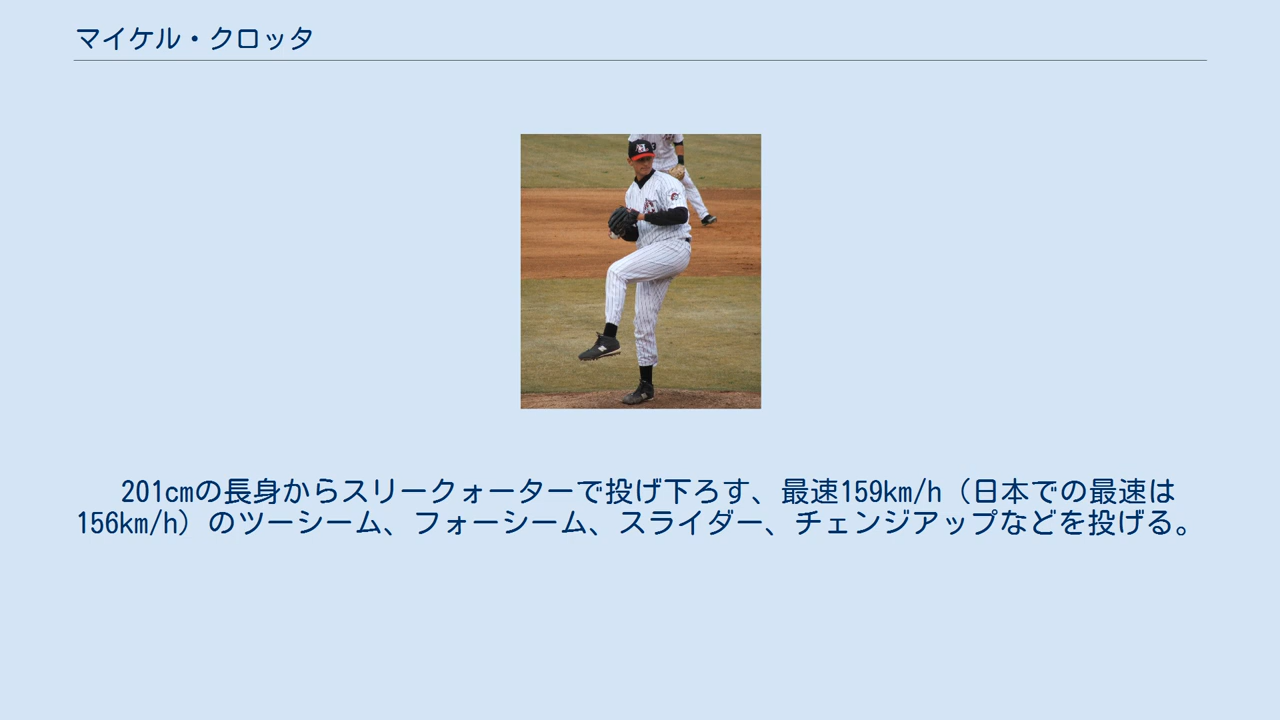 マイケル・クロッタ
201cmの長身からスリークォーターで投げ下ろす、最速159km/h（日本での最速は
156km/h）のツーシーム、フォーシーム、スライダー、チェンジアップなどを投げる。